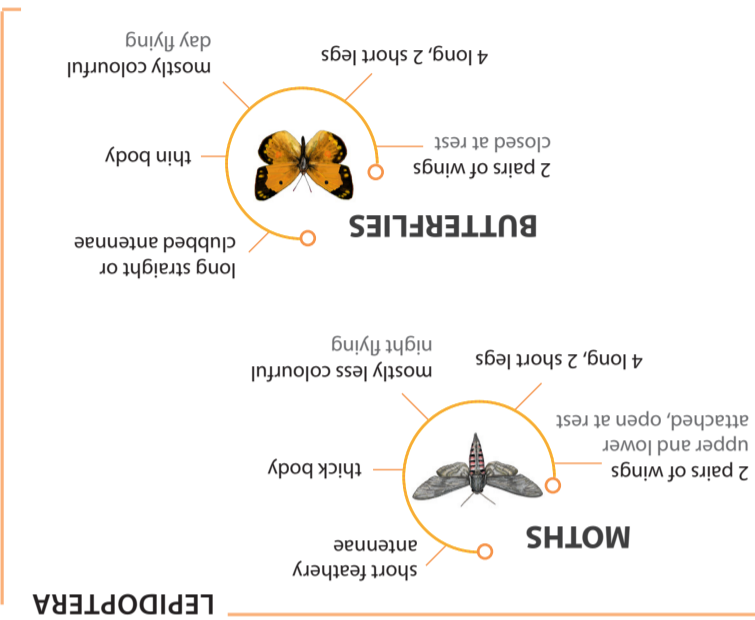 LEPIDOPTERA
MOTHS
short feathery
antennae
thick body
mostly less colourful
night flying
4 long, 2 short legs
2 pairs of wings
upper and lower
attached, open at rest
BUTTERFLIES
long straight or
clubbed antennae
thin body
mostly colourful
day flying
4 long, 2 short legs
2 pairs of wings
closed at rest